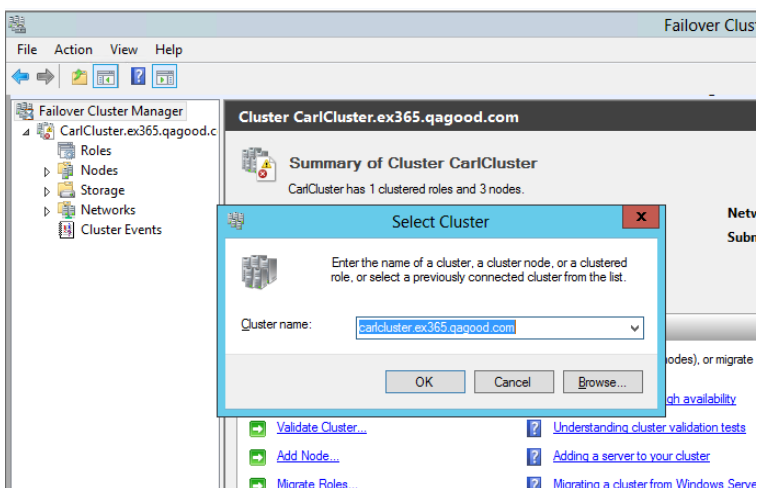 Failover Clus
File Action View Help
Failover Cluster Manager
CarlCluster.ex365.qagood.c
Roles
Nodes
Storage
Networks
Cluster Events
Cluster CarlCluster.ex365.qagood.com
Summary of Cluster CarlCluster
CarlCluster has 1 clustered roles and 3 nodes.
Netw
Subn
Select Cluster
Enter the name of a cluster, a cluster node, or a clustered
role, or select a previously connected cluster from the list.
Cluster name:
carlcluster.ex365.qagood.com
OK Cancel Browse...
nodes), or migrate
gh availability
Validate Cluster...
Understanding cluster validation tests
Add Node...
Adding a server to your cluster
Migrate Roles...
Migrating a cluster from Windows Serve